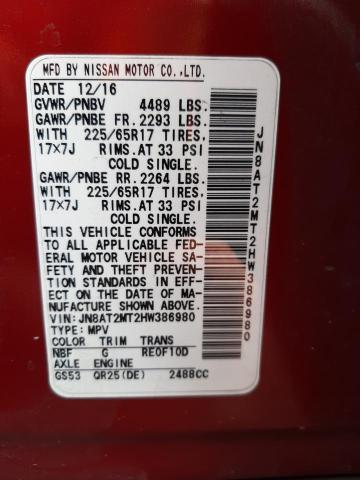 MFD BY NISSAN MOTOR CO.,LTD.
DATE 12/16
GVWR/PNBV 4489 LBS.
GAWR/PNBE FR. 2293 LBS.
WITH 225/65R17 TIRES.
17×7J RIMS. AT 33 PSI
COLD SINGLE.
GAWR/PNBE RR. 2264 LBS.
WITH 225/65R17 TIRES.
17×7J RIMS. AT 33 PSI
COLD SINGLE.
THIS VEHICLE CONFORMS
TO ALL APPLICABLE FED-
ERAL MOTOR VEHICLE SA-
FETY AND THEFT PREVEN-
TION STANDARDS IN EFF-
ECT ON THE DATE OF MA-
NUFACTURE SHOWN ABOVE.
VIN: JN8AT2MT2HW386980
TYPE: MPV
COLOR TRIM TRANS
NBF G RE0F10D
AXLE ENGINE
GS53 QR25(DE) 2488CC
JN8AT2MT2HW386980